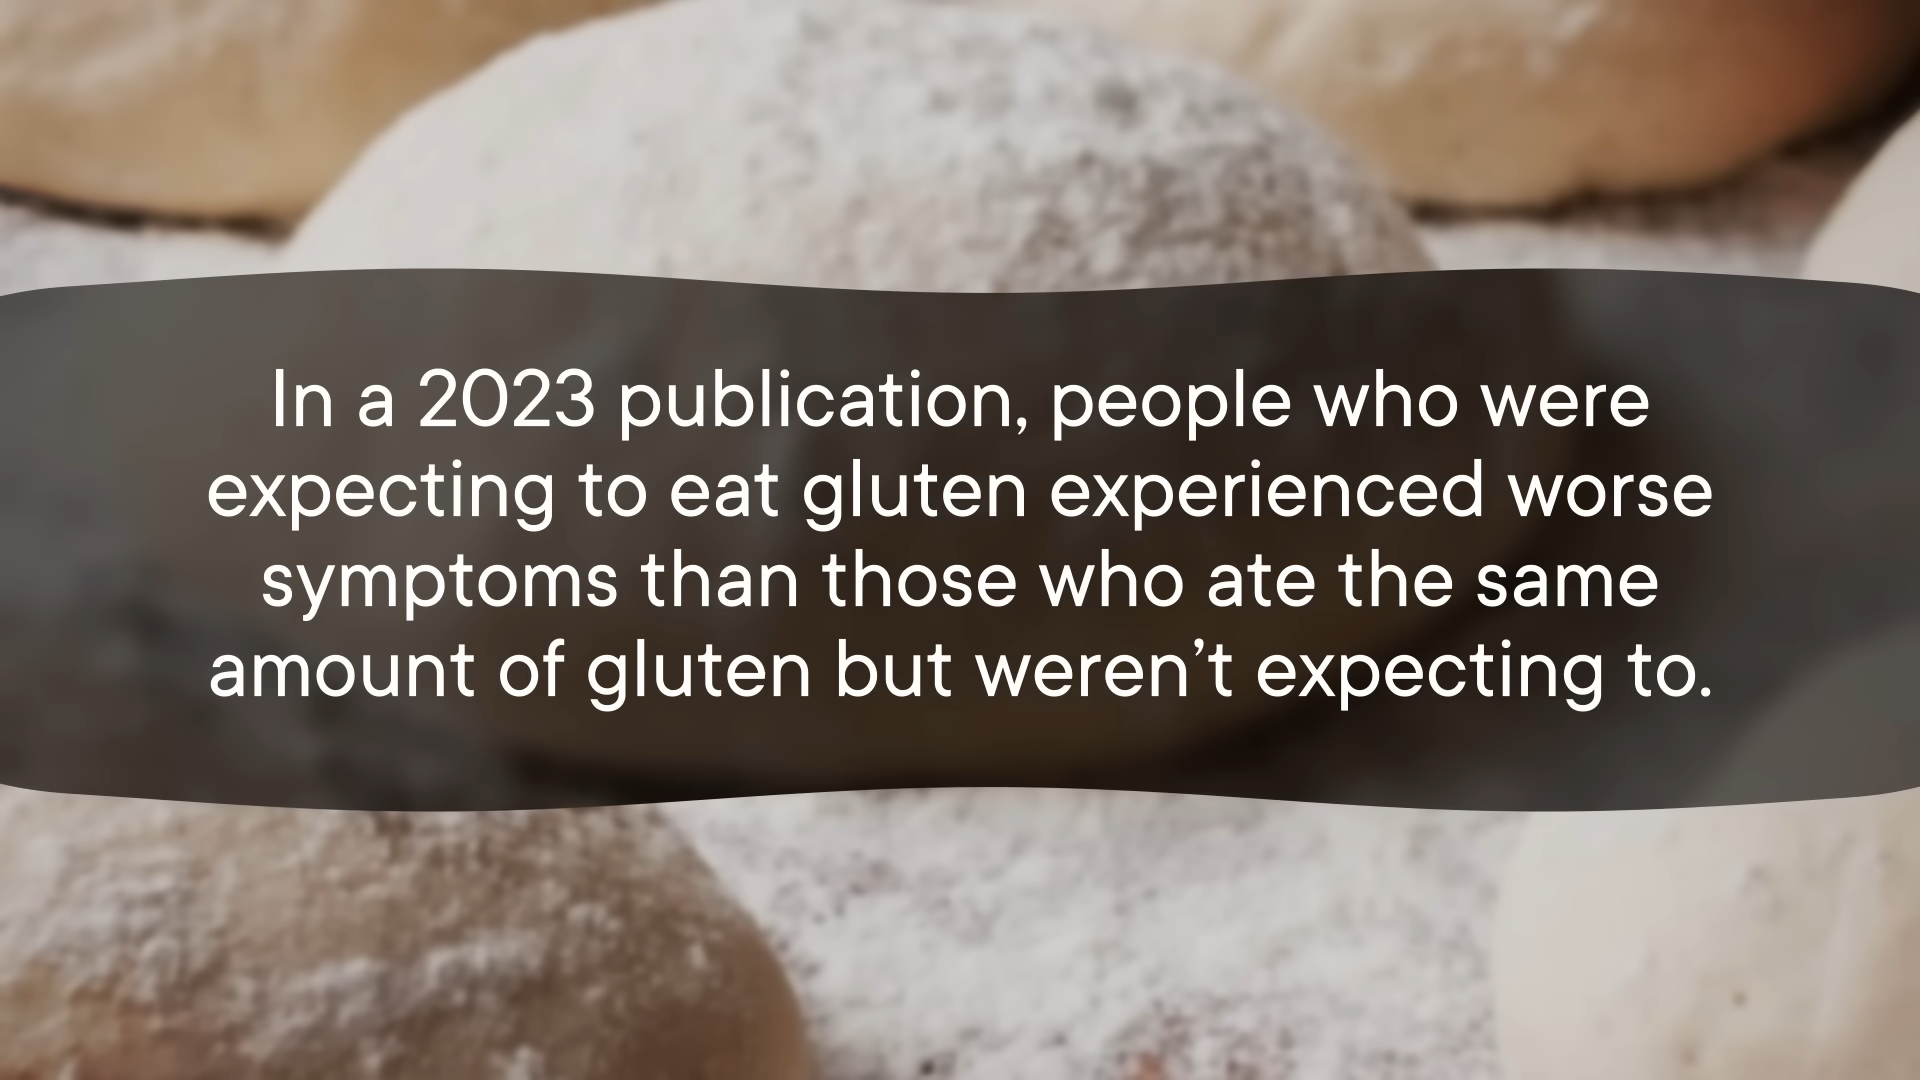 In a 2023 publication, people who were
expecting to eat gluten experienced worse
symptoms than those who ate the same
amount of gluten but weren’t expecting to.